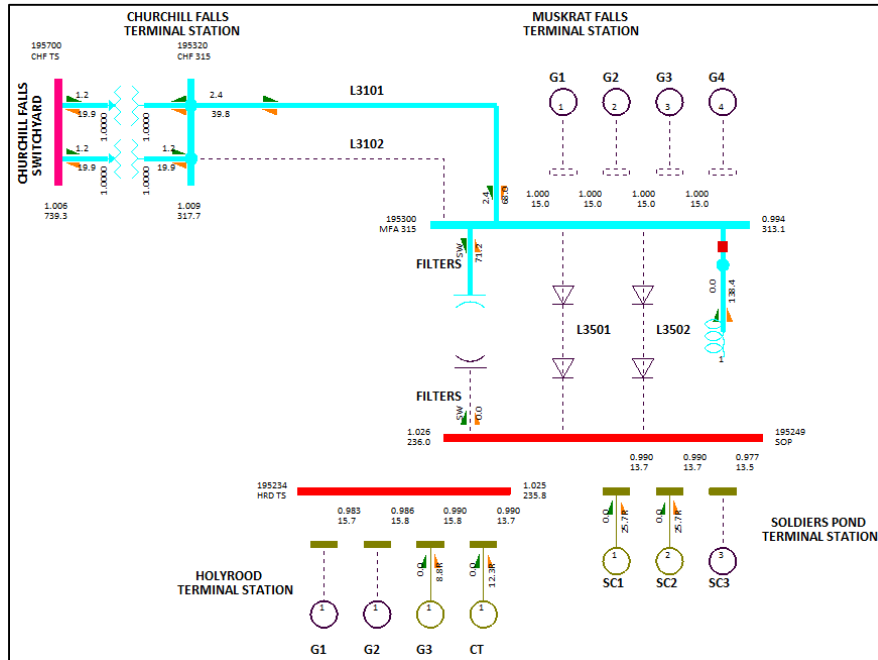 CHURCHILL FALLS
TERMINAL STATION
MUSKRAT FALLS
TERMINAL STATION
195700
CHF TS
195320
CHF 315
CHURCHILL FALLS
SWITCHYARD
1.2
19.9
1.0000
1.0000
1.2
19.9
1.0000
1.0000
1.2
19.9
2.4
39.8
L3101
L3102
1.006
739.3
1.009
317.7
G1
G2
G3
G4
1
2
3
4
1.000
15.0
1.000
15.0
1.000
15.0
1.000
15.0
2.4
195300
MFA 315
0.994
313.1
FILTERS
SW
71.2
L3501
L3502
0.0
138.4
1
FILTERS
SW
0.0
1.026
236.0
195249
SOP
195234
HRD TS
1.025
235.8
0.990
13.7
0.990
13.7
0.977
13.5
0.983
15.7
0.986
15.8
0.990
15.8
0.990
13.7
0.0
25.7R
0.0
25.7R
1
2
3
SC1
SC2
SC3
SOLDIERS POND
TERMINAL STATION
HOLYROOD
TERMINAL STATION
0.0
8.8R
0.0
12.3R
1
1
1
1
G1
G2
G3
CT